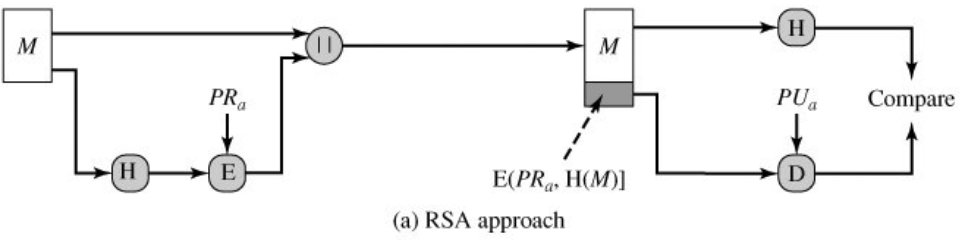 M
||
M
H
PRa
PUa
Compare
H
E
D
E(PRa, H(M)]
(a) RSA approach